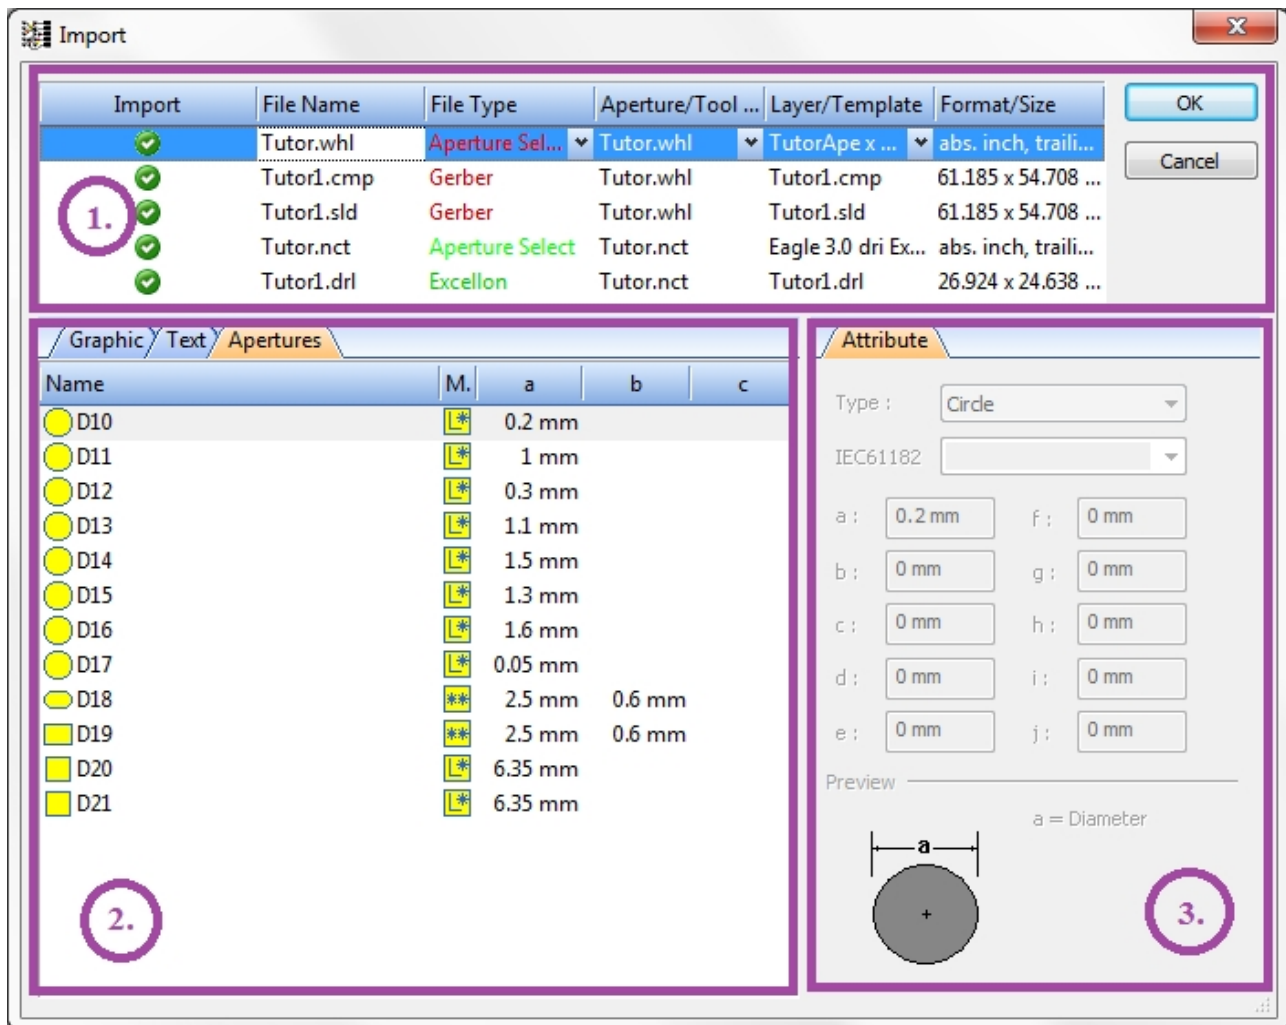 Import
Import File Name File Type Aperture/Tool ... Layer/Template Format/Size
OK
Tutor.whl Aperture Sel... Tutor.whl TutorApe x ... abs. inch, traili...
Cancel
Tutor1.cmp Gerber Tutor.whl Tutor1.cmp 61.185 x 54.708 ...
Tutor1.sld Gerber Tutor.whl Tutor1.sld 61.185 x 54.708 ...
1.
Tutor.nct Aperture Select Tutor.nct Eagle 3.0 dri Ex... abs. inch, traili...
Tutor1.drl Excellon Tutor.nct Tutor1.drl 26.924 x 24.638 ...
Graphic Text Apertures
Name M. a b c
D10 L* 0.2 mm
D11 L* 1 mm
D12 L* 0.3 mm
D13 L* 1.1 mm
D14 L* 1.5 mm
D15 L* 1.3 mm
D16 L* 1.6 mm
D17 L* 0.05 mm
D18 ** 2.5 mm 0.6 mm
D19 ** 2.5 mm 0.6 mm
D20 L* 6.35 mm
D21 L* 6.35 mm
2.
Attribute
Type : Circle
IEC61182
a : 0.2 mm f : 0 mm
b : 0 mm g : 0 mm
c : 0 mm h : 0 mm
d : 0 mm i : 0 mm
e : 0 mm j : 0 mm
Preview
a = Diameter
a
3.